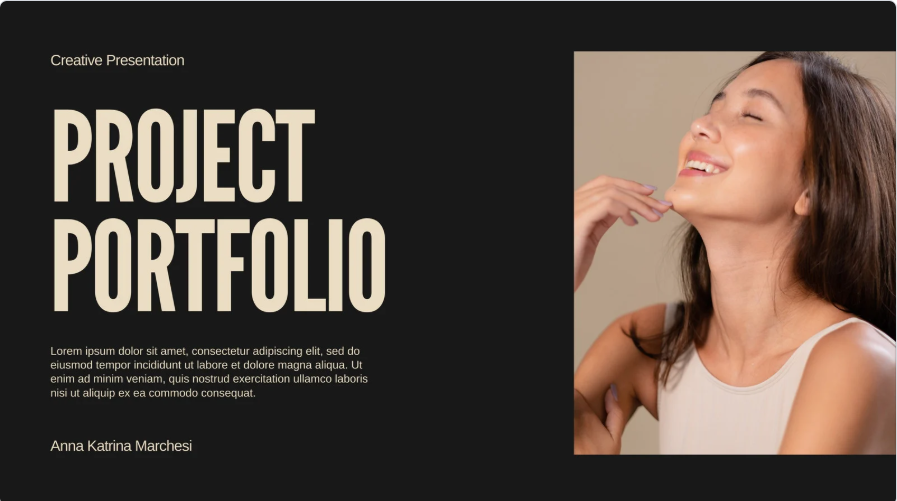 Creative Presentation
PROJECT
PORTFOLIO
Lorem ipsum dolor sit amet, consectetur adipiscing elit, sed do
eiusmod tempor incididunt ut labore et dolore magna aliqua. Ut
enim ad minim veniam, quis nostrud exercitation ullamco laboris
nisi ut aliquip ex ea commodo consequat.
Anna Katrina Marchesi